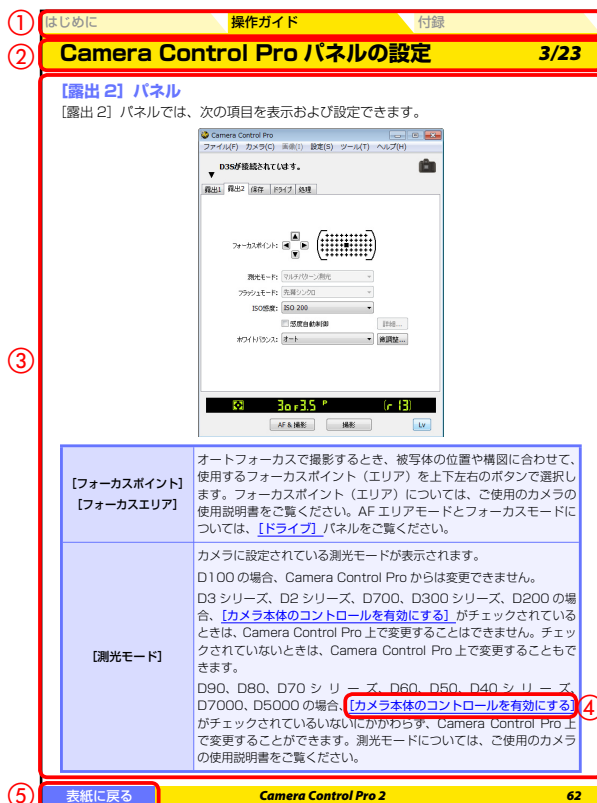 ① はじめに 操作ガイド 付録
② Camera Control Pro パネルの設定 3/23
③
［露出 2］パネル
［露出 2］パネルでは、次の項目を表示および設定できます。
Camera Control Pro
ファイル(F) カメラ(C) 画像(I) 設定(S) ツール(T) ヘルプ(H)
D3Sが接続されています。
露出1 露出2 保存 ドライブ 処理
フォーカスポイント:
測光モード: マルチパターン測光
フラッシュモード: 先幕シンクロ
ISO感度: ISO 200
感度自動制御 詳細...
ホワイトバランス: オート 微調整...
30 F3.5 P (r 13)
AF & 撮影 撮影 Lv
［フォーカスポイント］
［フォーカスエリア］
オートフォーカスで撮影するとき、被写体の位置や構図に合わせて、
使用するフォーカスポイント（エリア）を上下左右のボタンで選択し
ます。フォーカスポイント（エリア）については、ご使用のカメラの
使用説明書をご覧ください。AF エリアモードとフォーカスモードに
ついては、［ドライブ］パネルをご覧ください。
［測光モード］
カメラに設定されている測光モードが表示されます。
D100 の場合、Camera Control Pro からは変更できません。
D3 シリーズ、D2 シリーズ、D700、D300 シリーズ、D200 の場
合、［カメラ本体のコントロールを有効にする］がチェックされている
ときは、Camera Control Pro 上で変更することはできません。チェッ
クされていないときは、Camera Control Pro 上で変更することもで
きます。
D90、D80、D70 シリーズ、D60、D50、D40 シリーズ、
D7000、D5000 の場合、［カメラ本体のコントロールを有効にする］ ④
がチェックされているいないにかかわらず、Camera Control Pro 上
で変更することができます。測光モードについては、ご使用のカメラ
の使用説明書をご覧ください。
⑤ 表紙に戻る Camera Control Pro 2 62